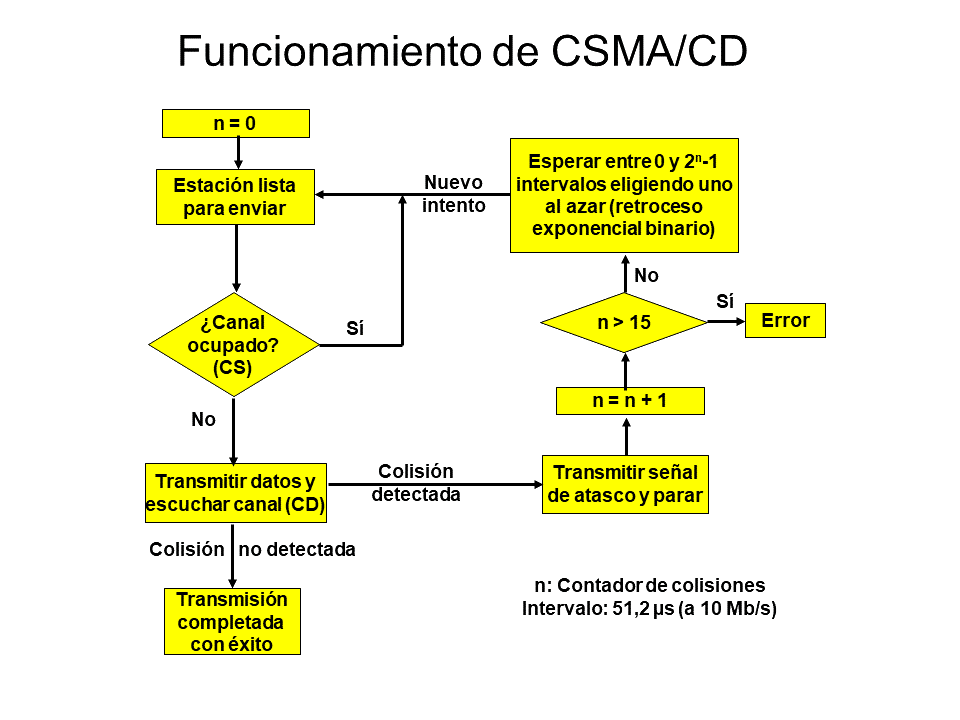 Funcionamiento de CSMA/CD
n = 0
Estación lista
para enviar
¿Canal
ocupado?
(CS)
Sí
No
Transmitir datos y
escuchar canal (CD)
Colisión no detectada
Transmisión
completada
con éxito
Colisión
detectada
Transmitir señal
de atasco y parar
n = n + 1
n > 15
Sí
Error
No
Esperar entre 0 y 2ⁿ-1
intervalos eligiendo uno
al azar (retroceso
exponencial binario)
Nuevo
intento
n: Contador de colisiones
Intervalo: 51,2 µs (a 10 Mb/s)